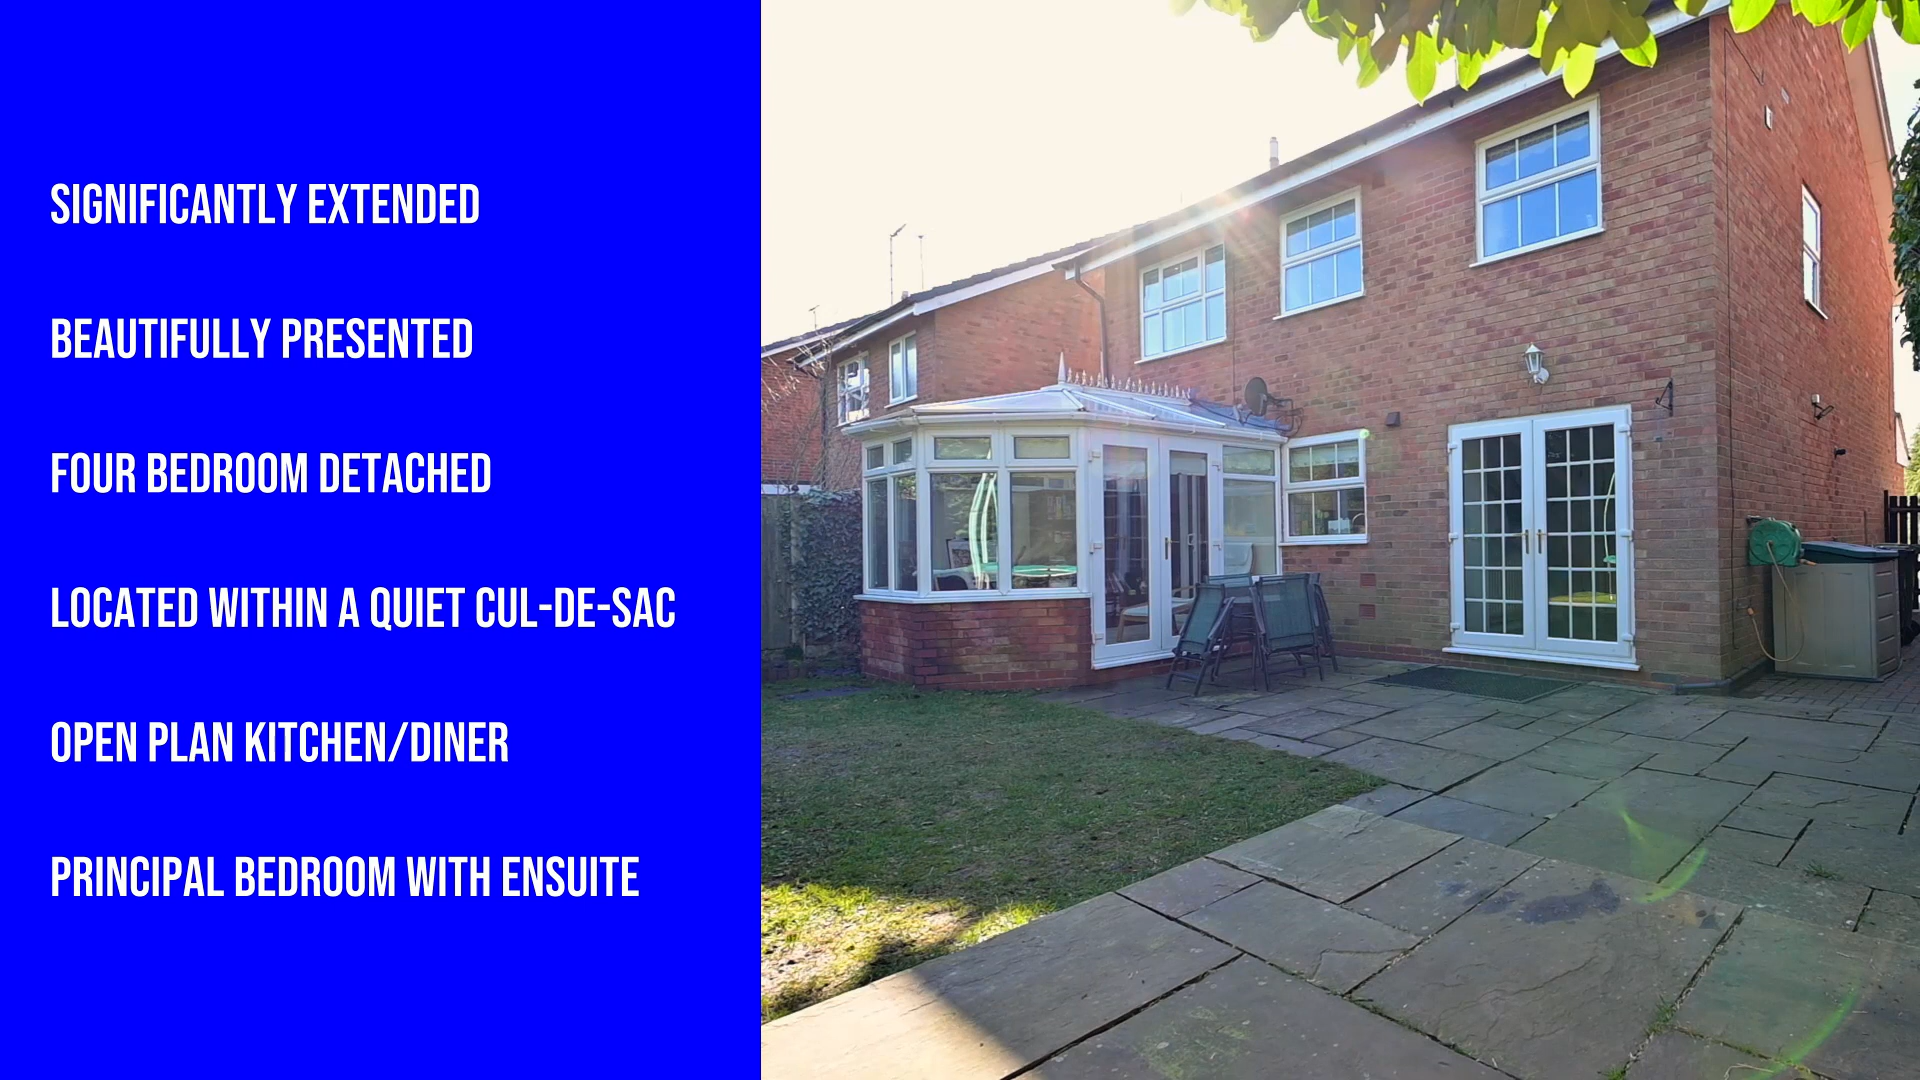 SIGNIFICANTLY EXTENDED
BEAUTIFULLY PRESENTED
FOUR BEDROOM DETACHED
LOCATED WITHIN A QUIET CUL-DE-SAC
OPEN PLAN KITCHEN/DINER
PRINCIPAL BEDROOM WITH ENSUITE